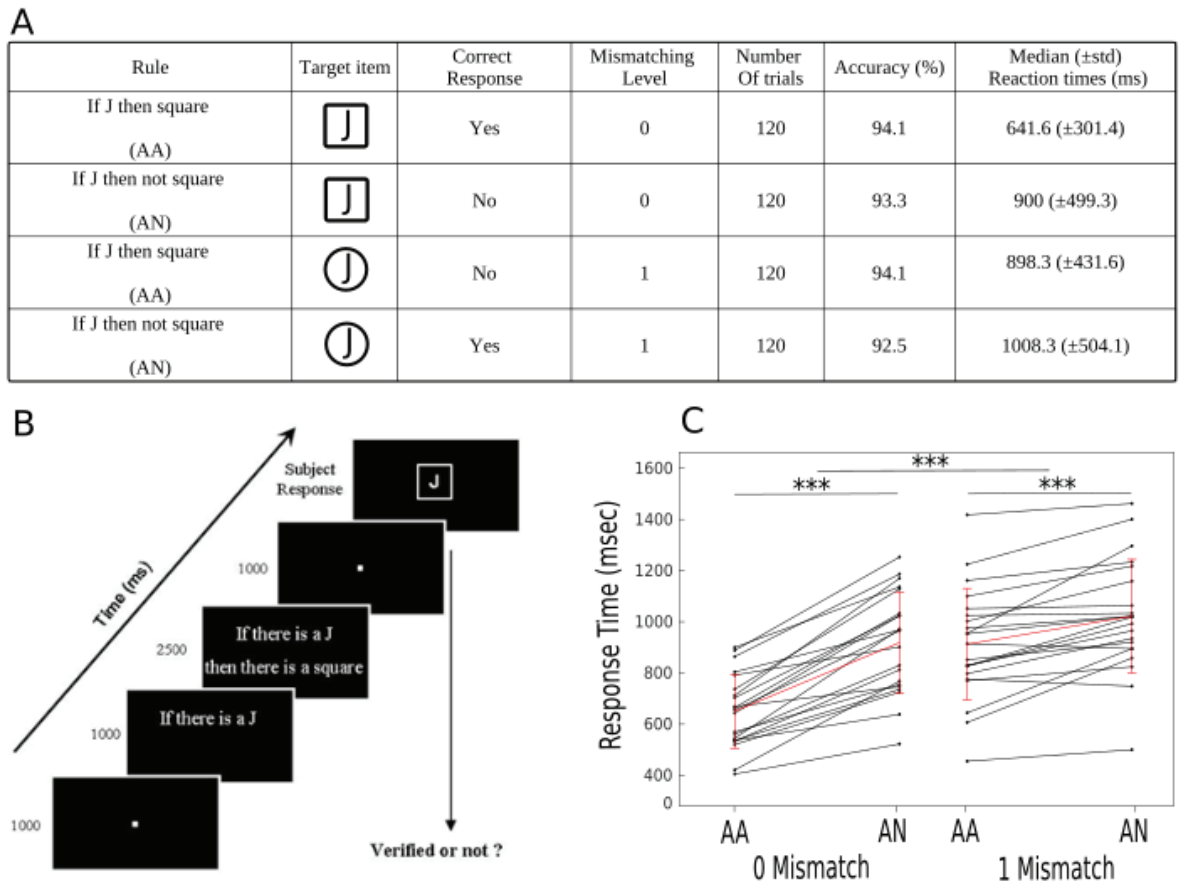 A
Rule
Target item
Correct
Response
Mismatching
Level
Number
Of trials
Accuracy (%)
Median (±std)
Reaction times (ms)
If J then square
(AA)
J
Yes
0
120
94.1
641.6 (±301.4)
If J then not square
(AN)
J
No
0
120
93.3
900 (±499.3)
If J then square
(AA)
J
No
1
120
94.1
898.3 (±431.6)
If J then not square
(AN)
J
Yes
1
120
92.5
1008.3 (±504.1)
B
Time (ms)
Subject
Response
J
1000
2500
If there is a J
then there is a square
1000
If there is a J
1000
Verified or not ?
C
Response Time (msec)
1600
1400
1200
1000
800
600
400
0
***
***
***
AA
AN
AA
AN
0 Mismatch
1 Mismatch